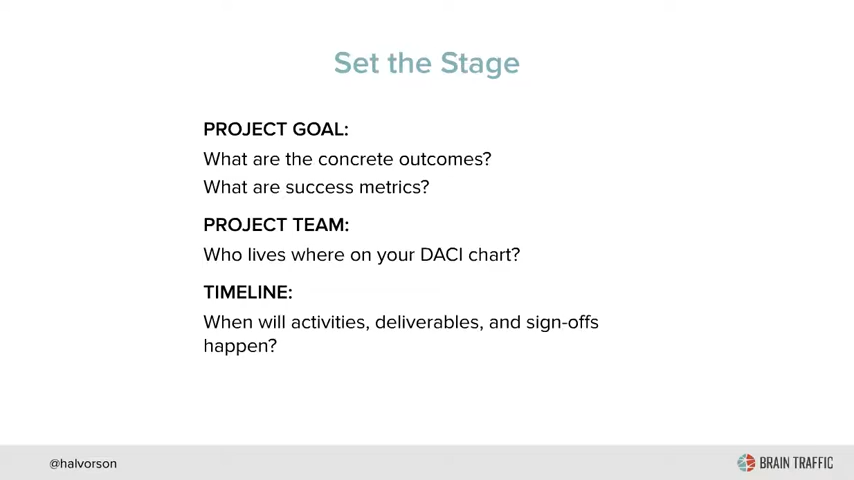 Set the Stage
PROJECT GOAL:
What are the concrete outcomes?
What are success metrics?
PROJECT TEAM:
Who lives where on your DACI chart?
TIMELINE:
When will activities, deliverables, and sign-offs
happen?
@halvorson
BRAIN TRAFFIC